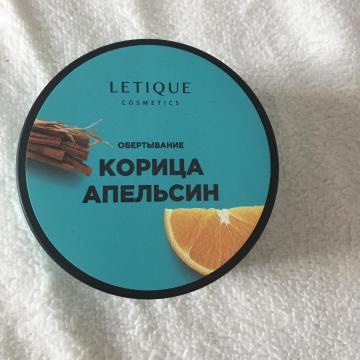 LETIQUE
COSMETICS
ОБЕРТЫВАНИЕ
КОРИЦА
АПЕЛЬСИН